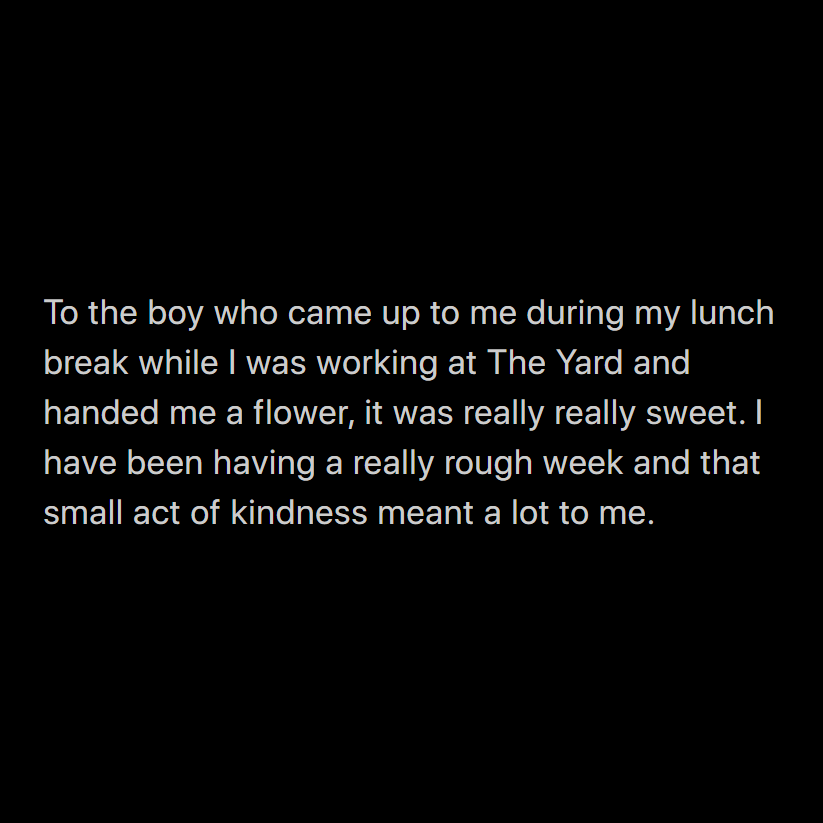 To the boy who came up to me during my lunch
break while I was working at The Yard and
handed me a flower, it was really really sweet. I
have been having a really rough week and that
small act of kindness meant a lot to me.